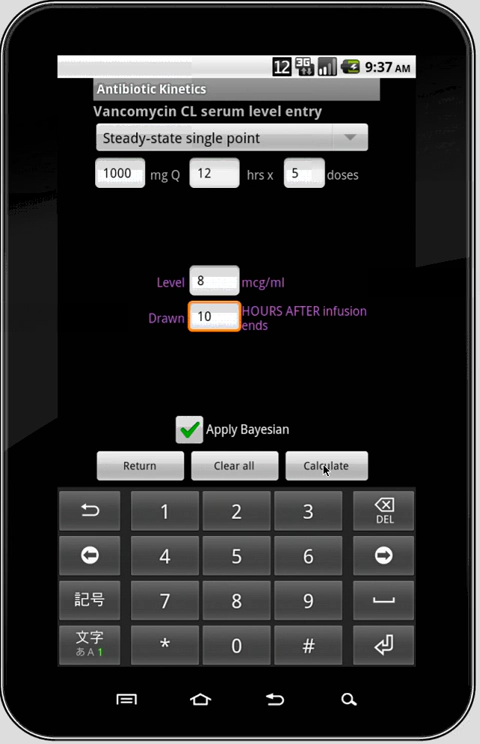 12 3G 9:37 AM
Antibiotic Kinetics
Vancomycin CL serum level entry
Steady-state single point
1000 mg Q 12 hrs x 5 doses
Level 8 mcg/ml
Drawn 10 HOURS AFTER infusion
ends
Apply Bayesian
Return Clear all Calculate
1 2 3 DEL
4 5 6
記号 7 8 9
文字 * 0 #
あ A 1